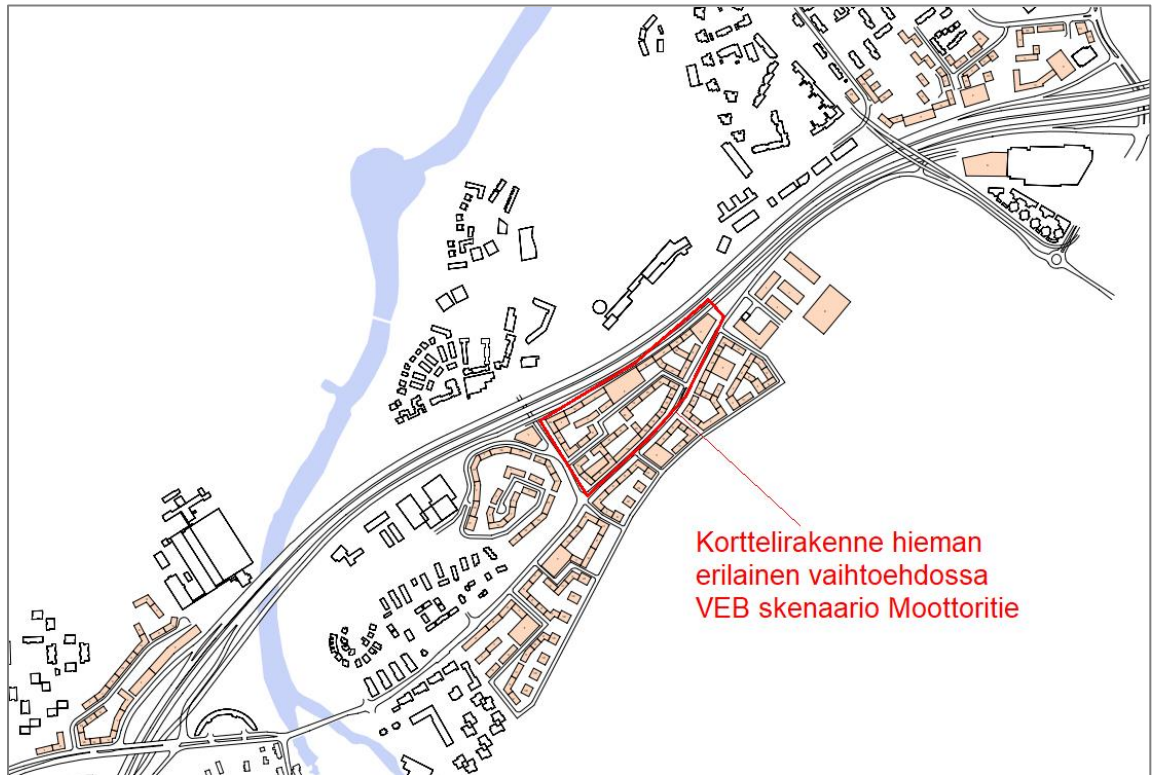 Korttelirakenne hieman
erilainen vaihtoehdossa
VEB skenaario Moottoritie